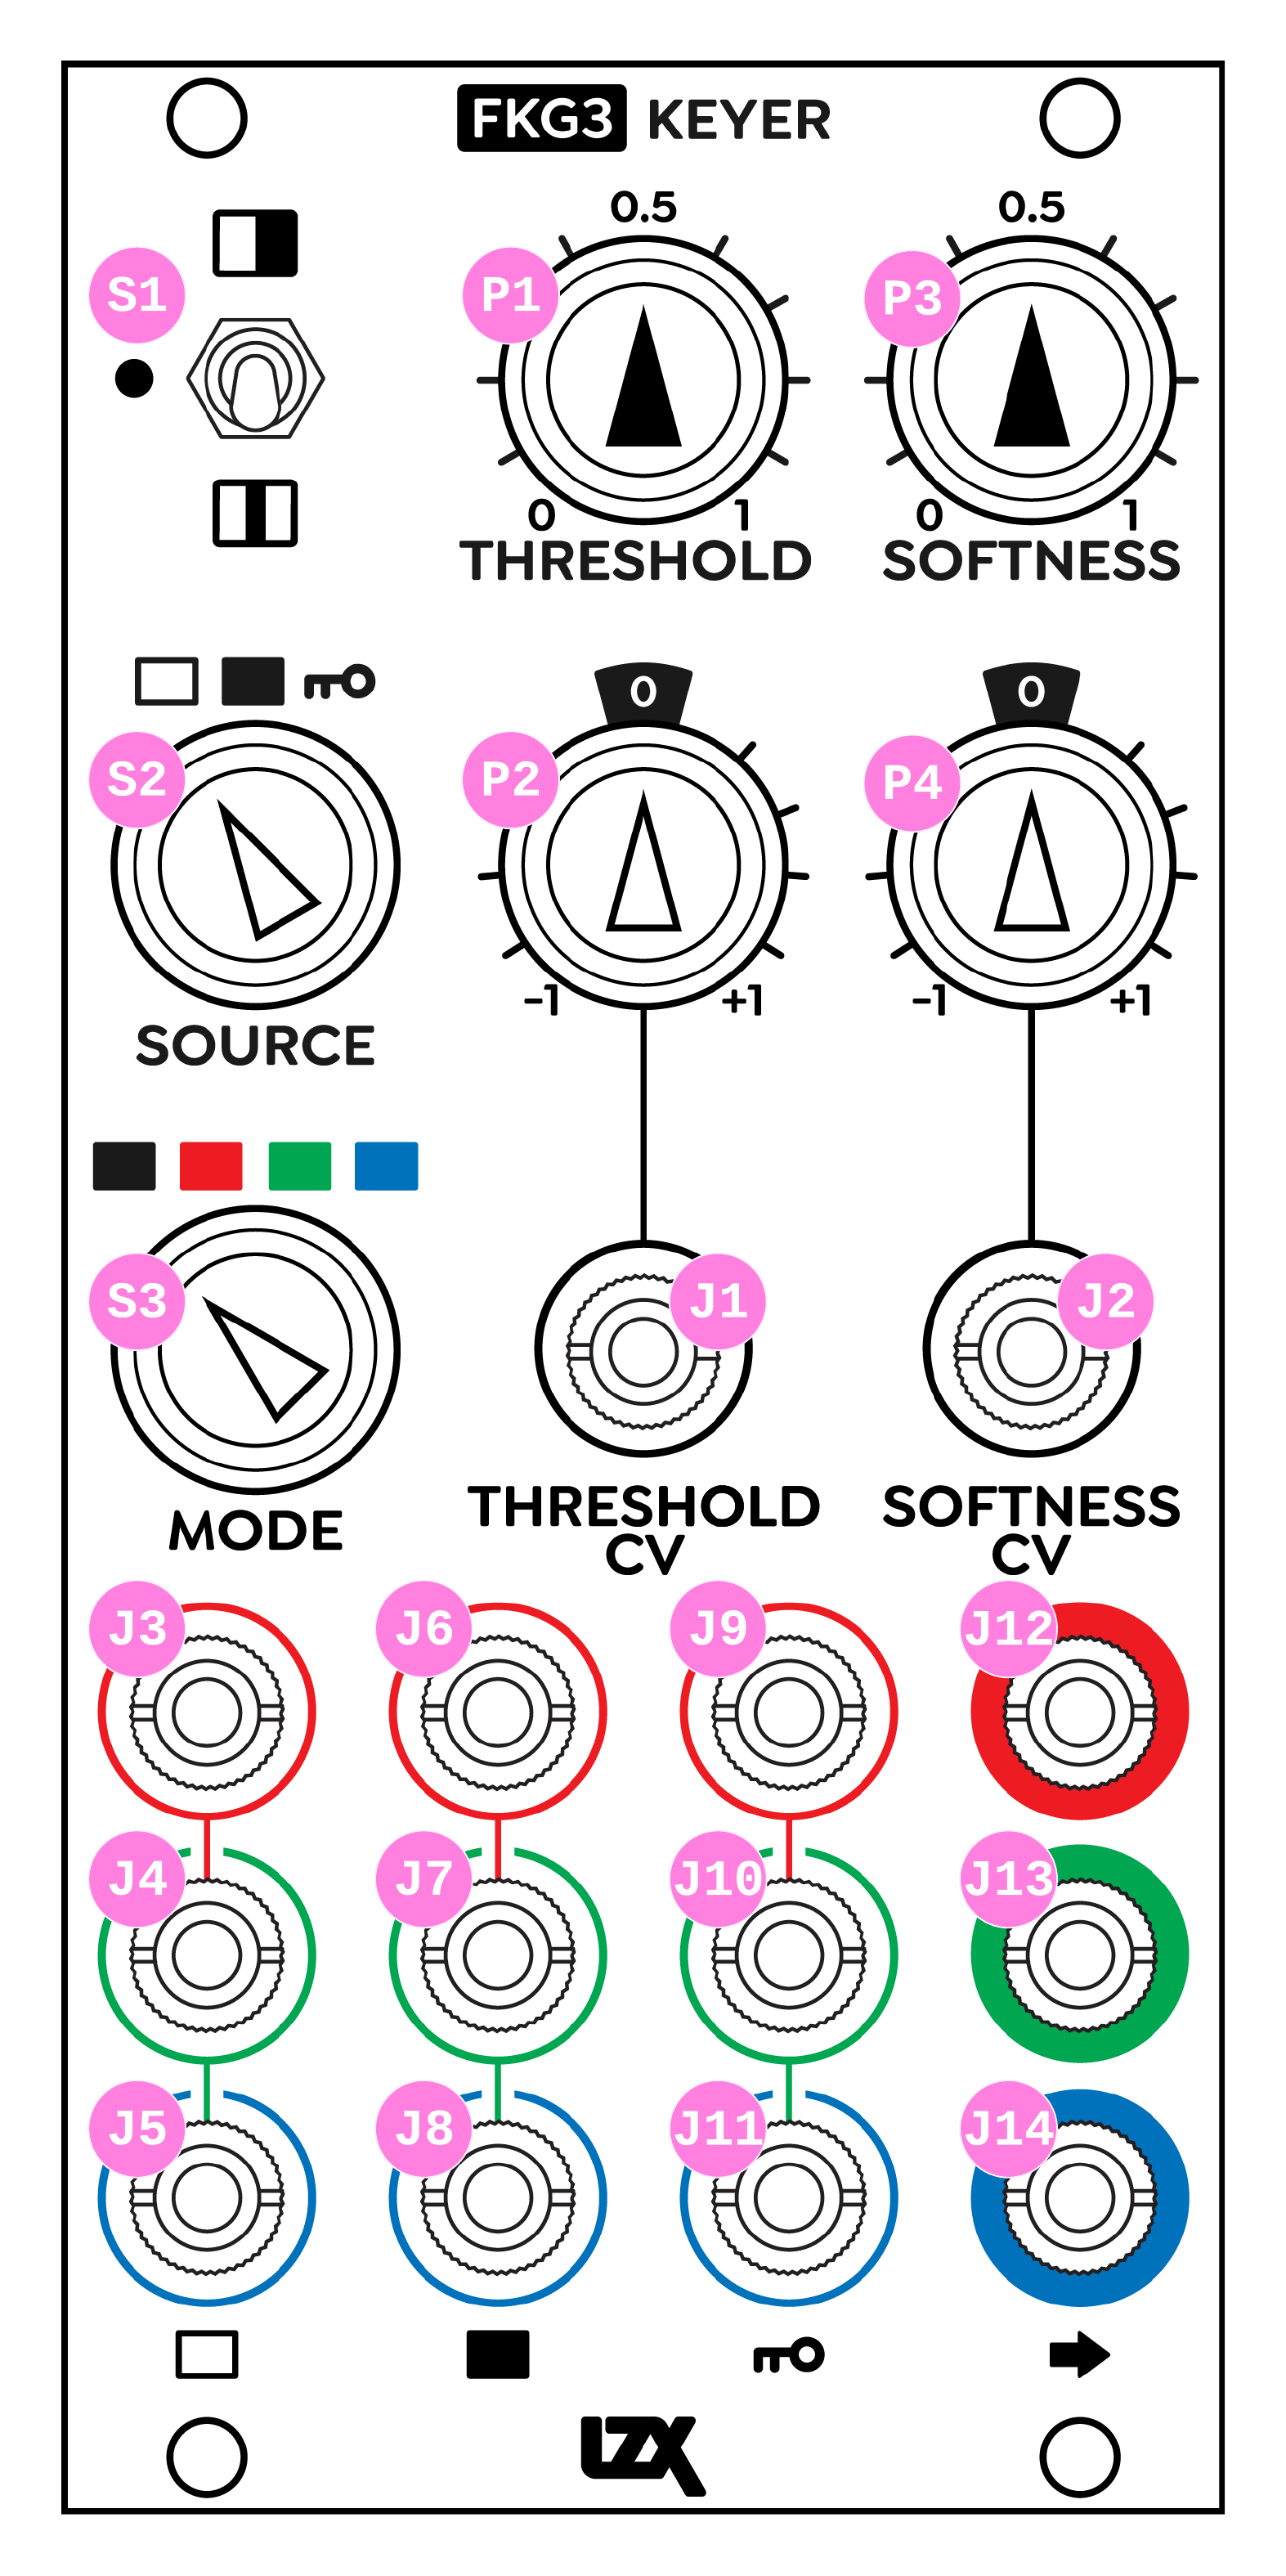 FKG3 KEYER
S1
P1
0.5
0
1
THRESHOLD
P3
0.5
0
1
SOFTNESS
S2
SOURCE
P2
0
-1
+1
P4
0
-1
+1
S3
MODE
J1
THRESHOLD
CV
J2
SOFTNESS
CV
J3
J6
J9
J12
J4
J7
J10
J13
J5
J8
J11
J14
LZX